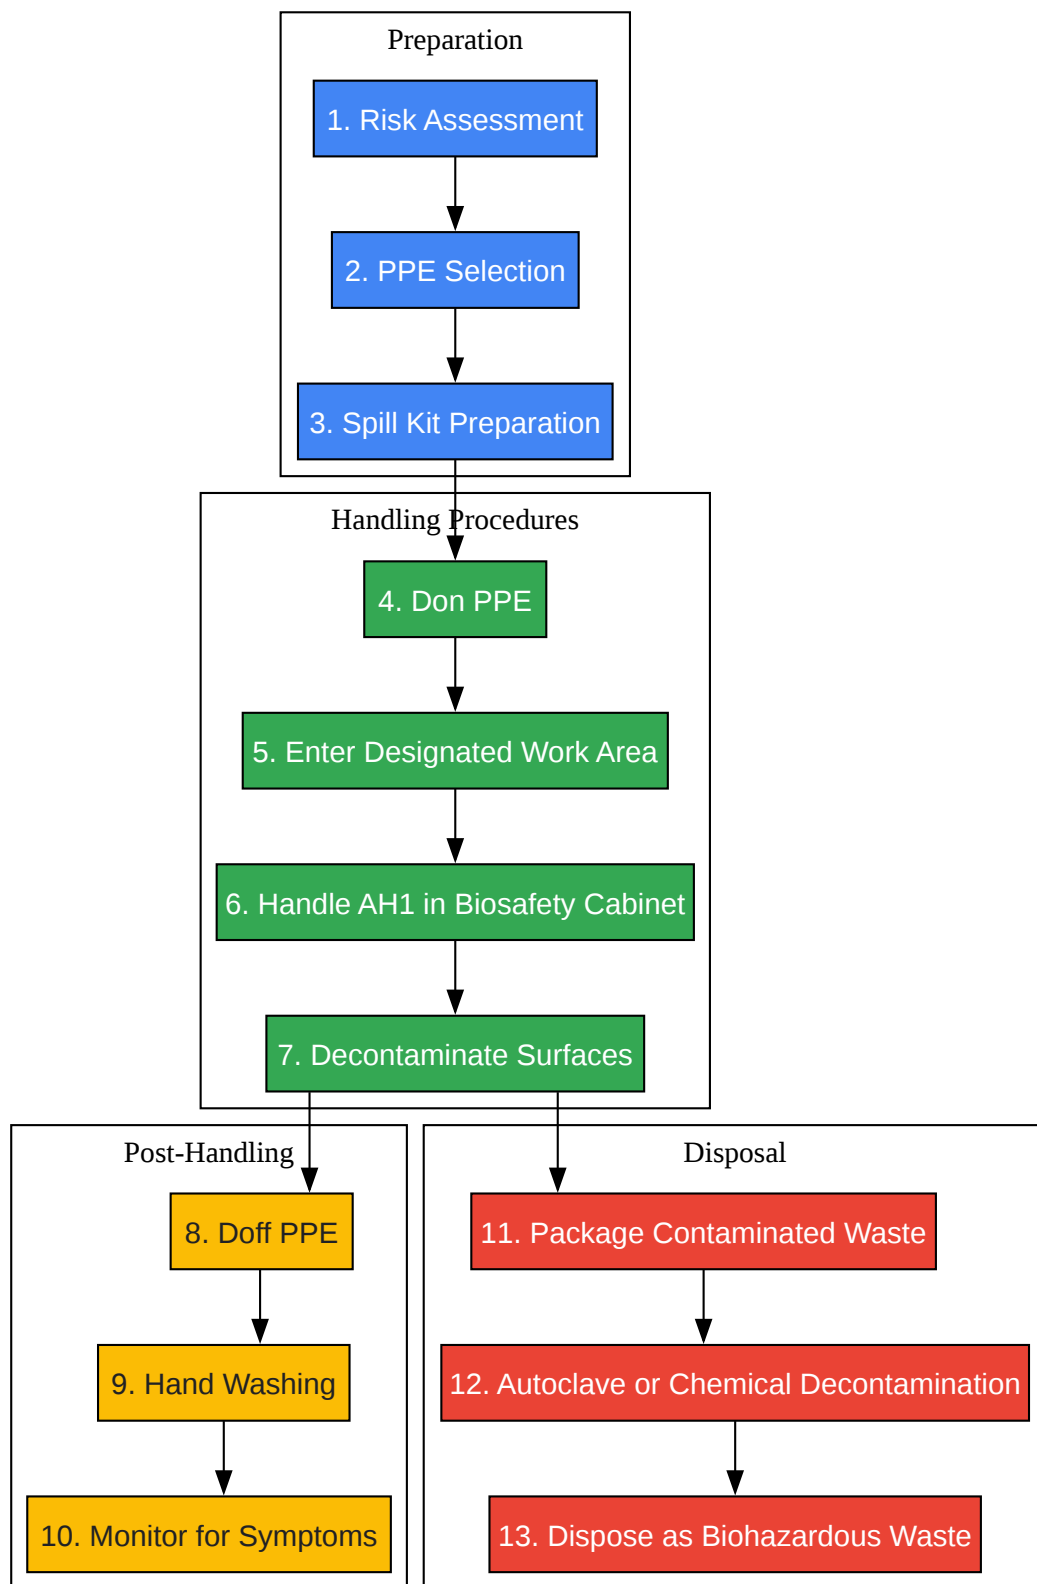 Preparation
1. Risk Assessment
2. PPE Selection
3. Spill Kit Preparation
Handling Procedures
4. Don PPE
5. Enter Designated Work Area
6. Handle AH1 in Biosafety Cabinet
7. Decontaminate Surfaces
Post-Handling
8. Doff PPE
9. Hand Washing
10. Monitor for Symptoms
Disposal
11. Package Contaminated Waste
12. Autoclave or Chemical Decontamination
13. Dispose as Biohazardous Waste